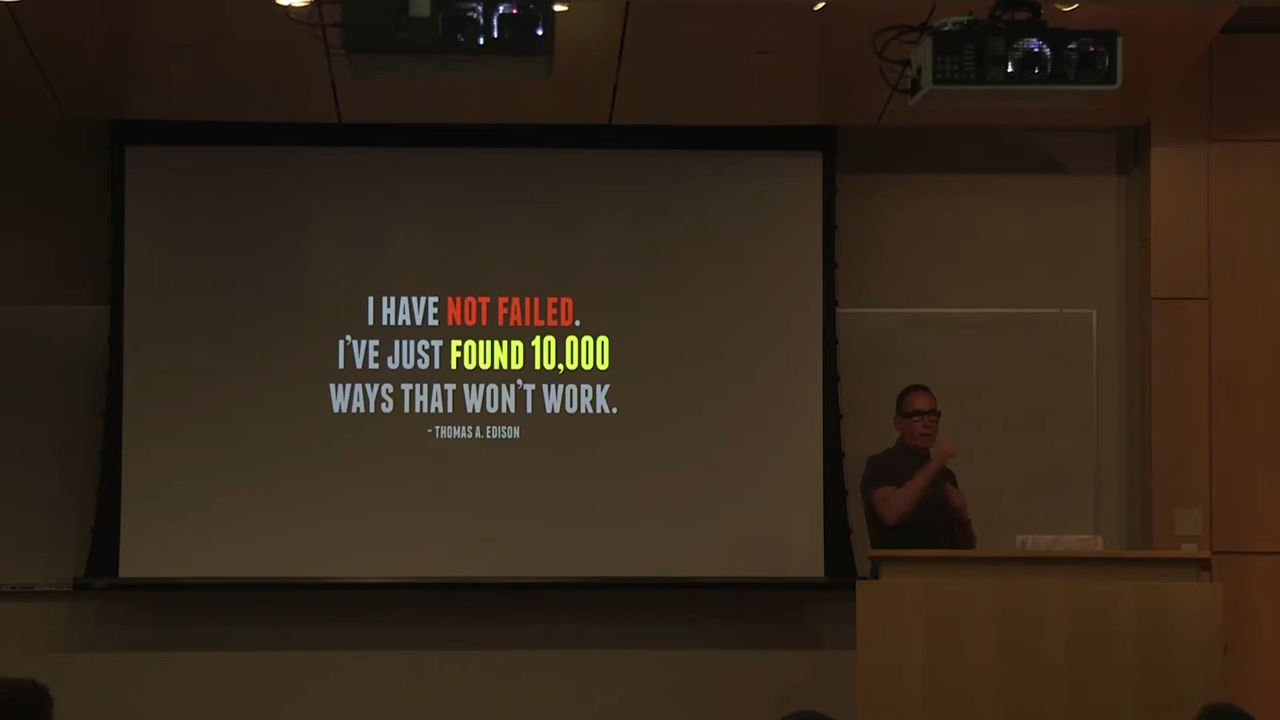 I HAVE NOT FAILED.
I'VE JUST FOUND 10,000
WAYS THAT WON'T WORK.
- THOMAS A. EDISON